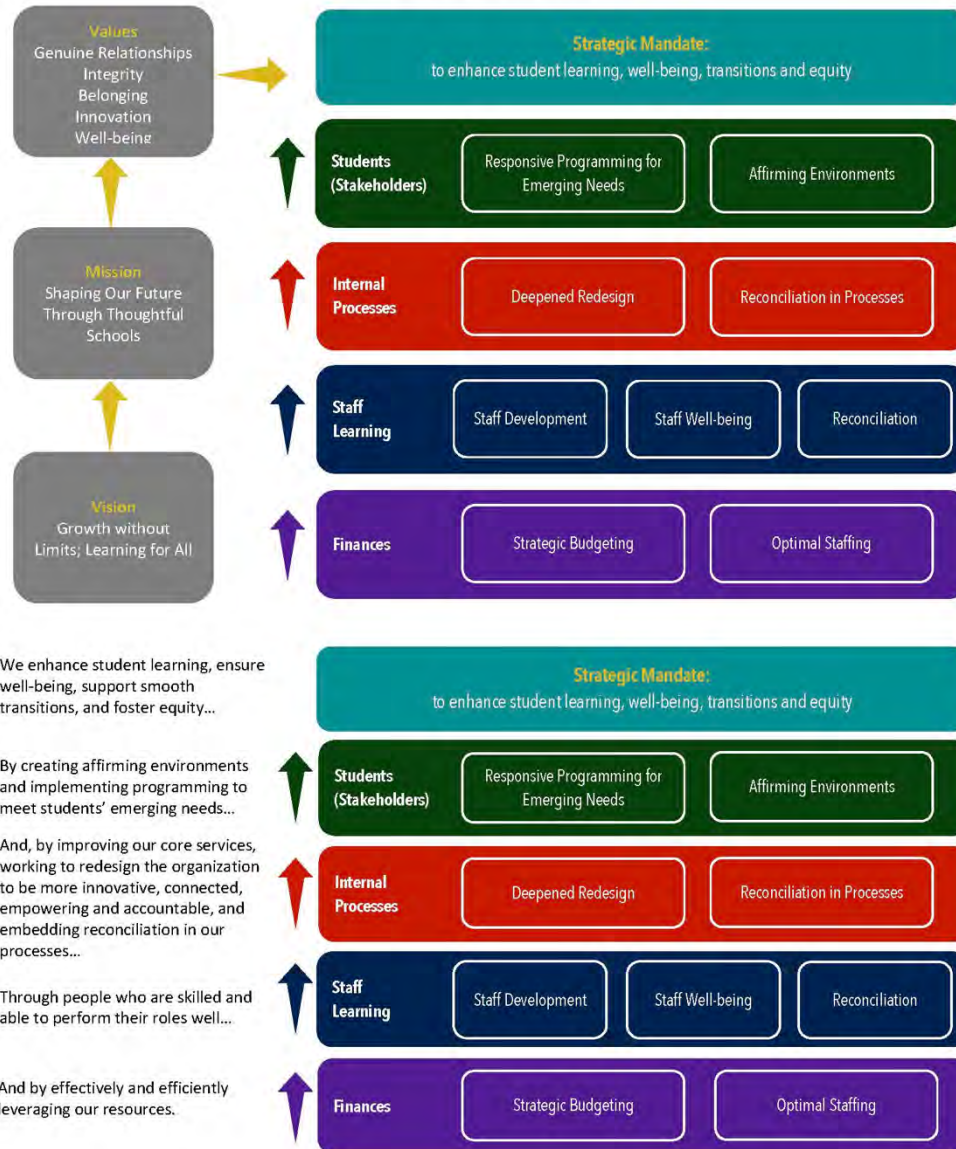 Values
Genuine Relationships
Integrity
Belonging
Innovation
Well-being
Strategic Mandate:
to enhance student learning, well-being, transitions and equity
Students
(Stakeholders)
Responsive Programming for
Emerging Needs
Affirming Environments
Mission
Shaping Our Future
Through Thoughtful
Schools
Internal
Processes
Deepened Redesign
Reconciliation in Processes
Staff
Learning
Staff Development
Staff Well-being
Reconciliation
Vision
Growth without
Limits; Learning for All
Finances
Strategic Budgeting
Optimal Staffing
We enhance student learning, ensure
well-being, support smooth
transitions, and foster equity...
Strategic Mandate:
to enhance student learning, well-being, transitions and equity
By creating affirming environments
and implementing programming to
meet students' emerging needs...
Students
(Stakeholders)
Responsive Programming for
Emerging Needs
Affirming Environments
And, by improving our core services,
working to redesign the organization
to be more innovative, connected,
empowering and accountable, and
embedding reconciliation in our
processes...
Internal
Processes
Deepened Redesign
Reconciliation in Processes
Through people who are skilled and
able to perform their roles well...
Staff
Learning
Staff Development
Staff Well-being
Reconciliation
And by effectively and efficiently
leveraging our resources.
Finances
Strategic Budgeting
Optimal Staffing